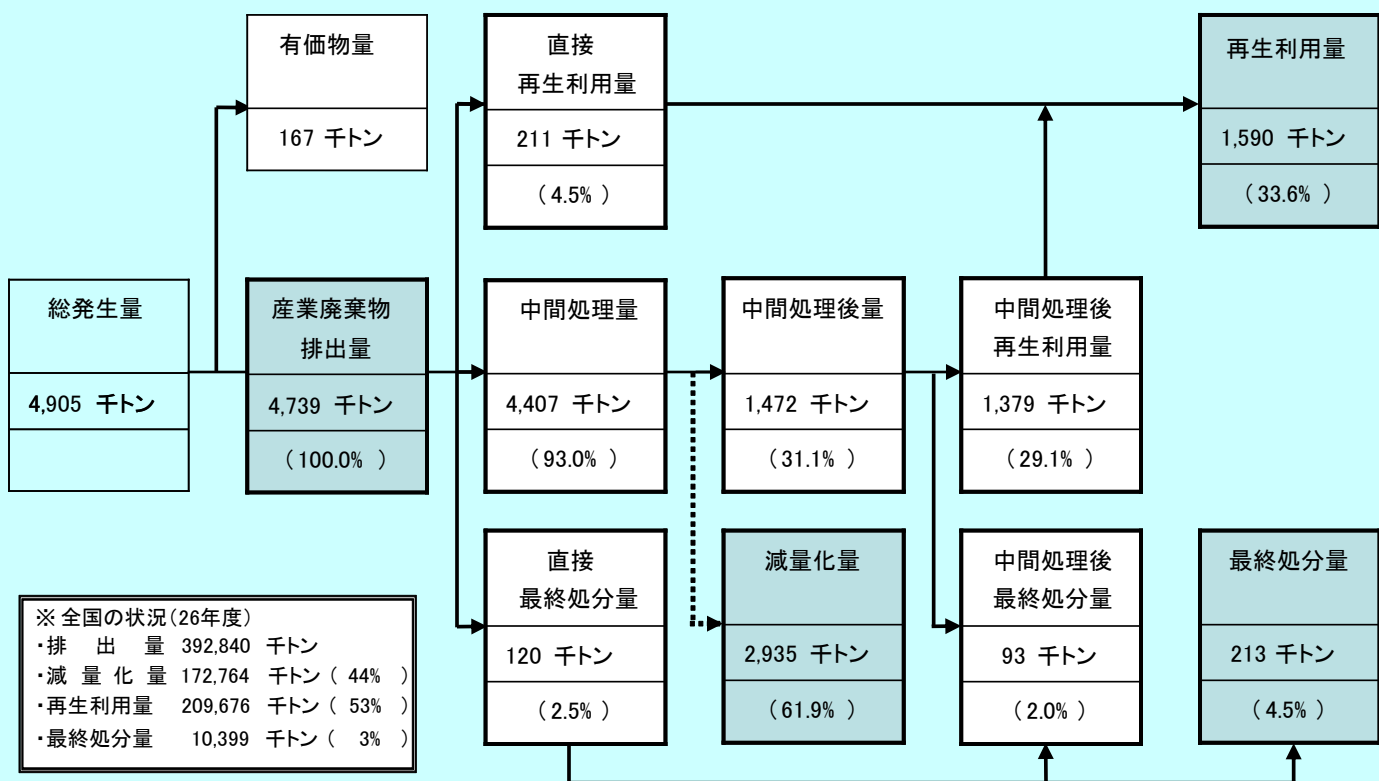 有価物量
167 千トン
直接
再生利用量
211 千トン
(4.5% )
再生利用量
1,590 千トン
(33.6% )
総発生量
4,905 千トン
産業廃棄物
排出量
4,739 千トン
(100.0% )
中間処理量
4,407 千トン
(93.0% )
中間処理後量
1,472 千トン
(31.1% )
中間処理後
再生利用量
1,379 千トン
(29.1% )
直接
最終処分量
120 千トン
(2.5% )
減量化量
2,935 千トン
(61.9% )
中間処理後
最終処分量
93 千トン
(2.0% )
最終処分量
213 千トン
(4.5% )
※ 全国の状況(26年度)
・排 出 量 392,840 千トン
・減 量 化 量 172,764 千トン ( 44% )
・再生利用量 209,676 千トン ( 53% )
・最終処分量 10,399 千トン ( 3% )